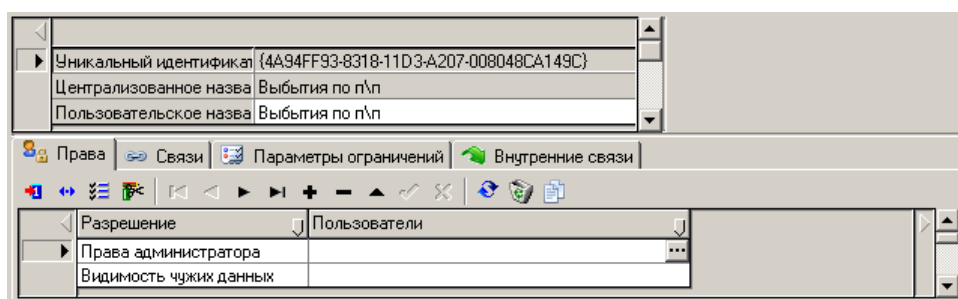 Уникальный идентификат {4A94FF93-8318-11D3-A207-008048CA149C}
Централизованное назва Выбытия по п\п
Пользовательское назва Выбытия по п\п
Права Связи Параметры ограничений Внутренние связи
Разрешение Пользователи
Права администратора ...
Видимость чужих данных